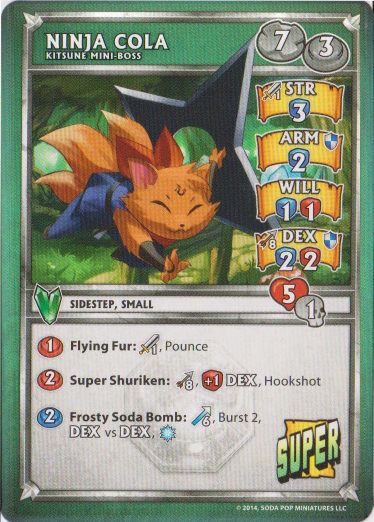 NINJA COLA
KITSUNE MINI-BOSS
7 3
1 STR
3
ARM
2
WILL
1 1
8 DEX
2 2
5
1
SIDESTEP, SMALL
1 Flying Fur: 1, Pounce
2 Super Shuriken: 8, +1 DEX, Hookshot
2 Frosty Soda Bomb: 6, Burst 2,
DEX vs DEX,
SUPER
© 2014, SODA POP MINIATURES LLC